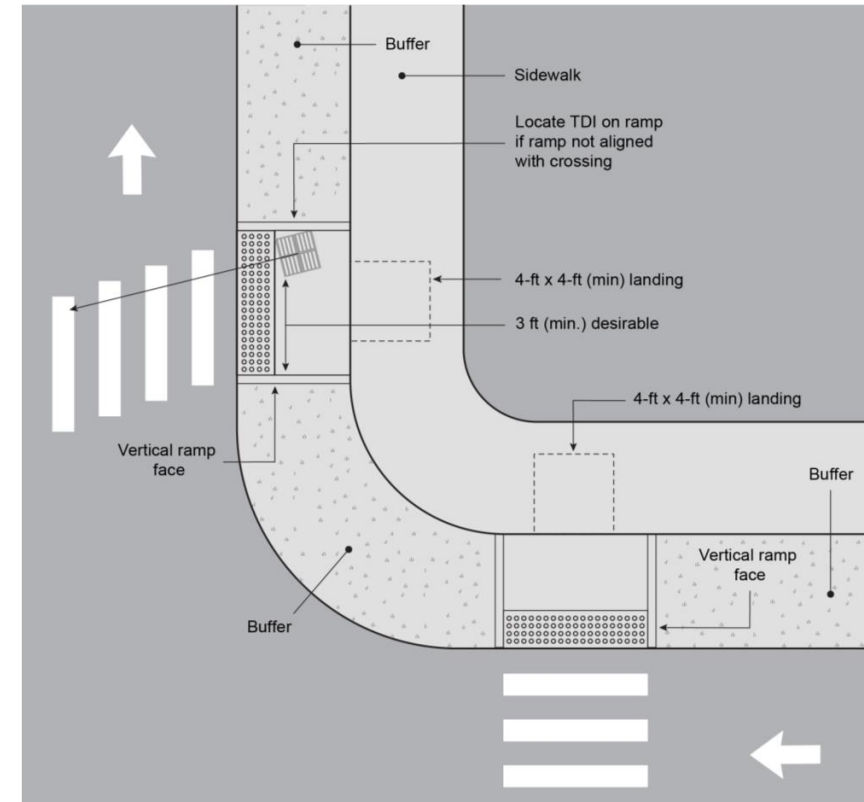 Buffer
Sidewalk
Locate TDI on ramp
if ramp not aligned
with crossing
4-ft x 4-ft (min) landing
3 ft (min.) desirable
4-ft x 4-ft (min) landing
Vertical ramp
face
Buffer
Vertical ramp
face
Buffer